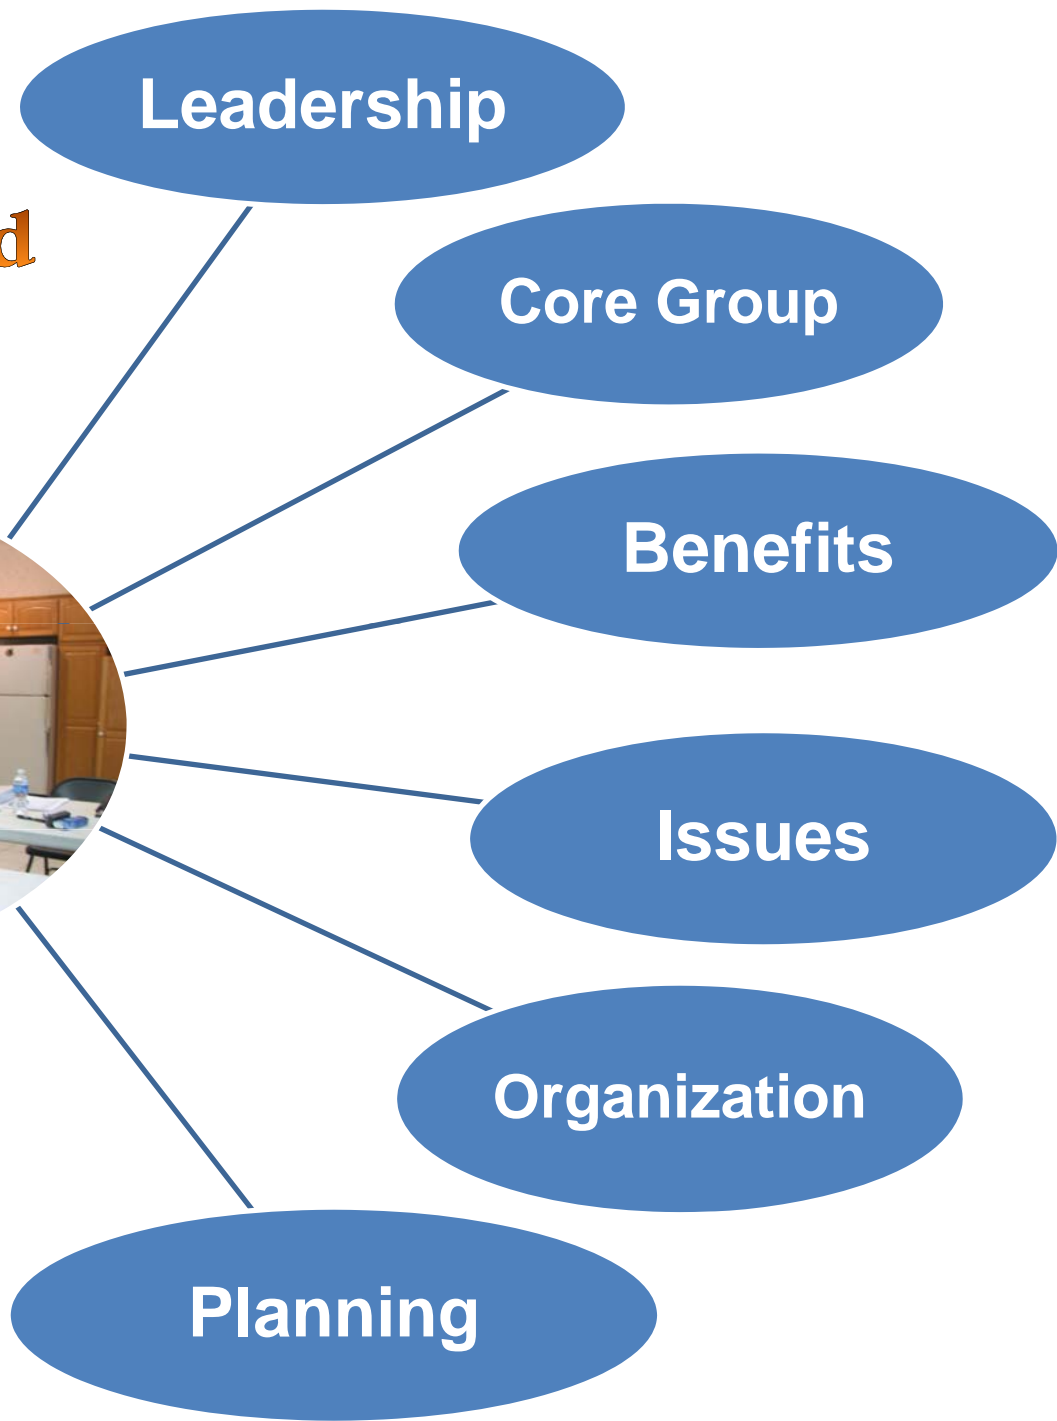 Leadership
Core Group
Benefits
Issues
Organization
Planning